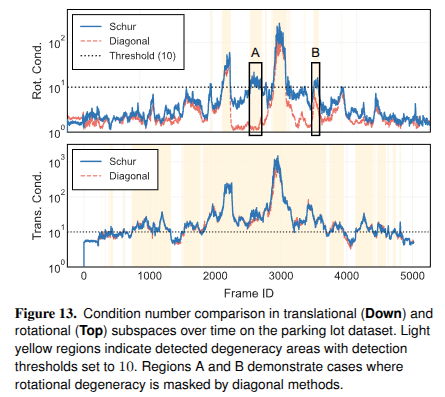 Schur
Diagonal
Threshold (10)
A
B
Rot. Cond.
10²
10¹
10⁰
Schur
Diagonal
Trans. Cond.
10³
10²
10¹
10⁰
0 1000 2000 3000 4000 5000
Frame ID
Figure 13. Condition number comparison in translational (Down) and
rotational (Top) subspaces over time on the parking lot dataset. Light
yellow regions indicate detected degeneracy areas with detection
thresholds set to 10. Regions A and B demonstrate cases where
rotational degeneracy is masked by diagonal methods.